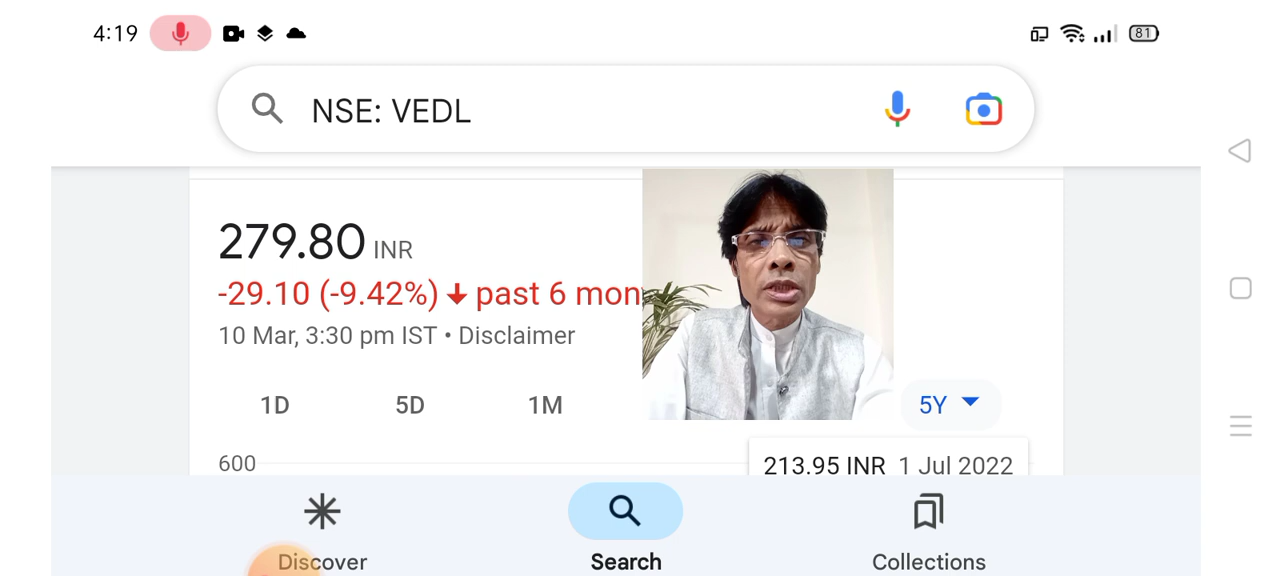 4:19
81
NSE: VEDL
279.80 INR
-29.10 (-9.42%) past 6 mon
10 Mar, 3:30 pm IST • Disclaimer
1D 5D 1M 5Y
600
213.95 INR 1 Jul 2022
Discover Search Collections